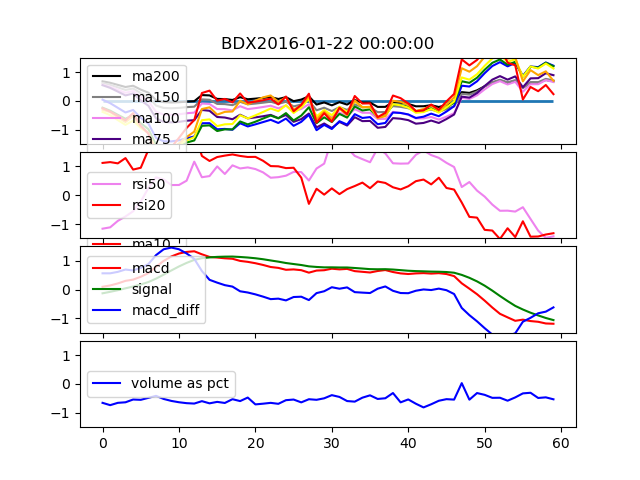 BDX2016-01-22 00:00:00
1
0
−1
ma200
ma150
ma100
ma75
1
0
−1
rsi50
rsi20
ma10
1
0
−1
macd
signal
macd_diff
1
0
−1
volume as pct
0 10 20 30 40 50 60